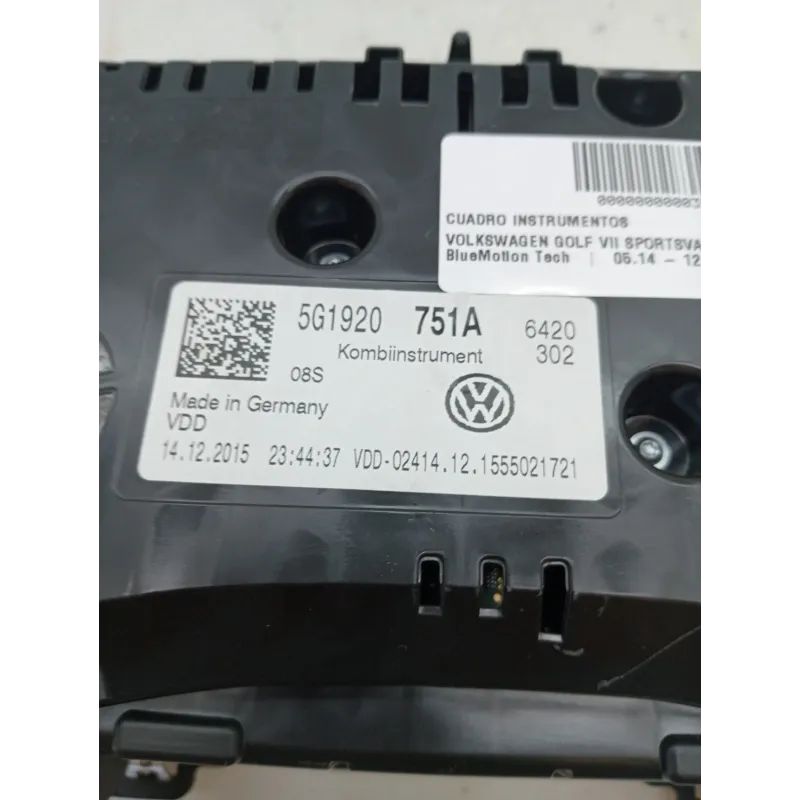 000000000003
CUADRO INSTRUMENTOS
VOLKSWAGEN GOLF VII SPORTSVA
BlueMotion Tech | 05.14 - 12
5G1920 751A 6420
Kombiinstrument 302
08S
Made in Germany
VDD
14.12.2015 23:44:37 VDD-02414.12.1555021721